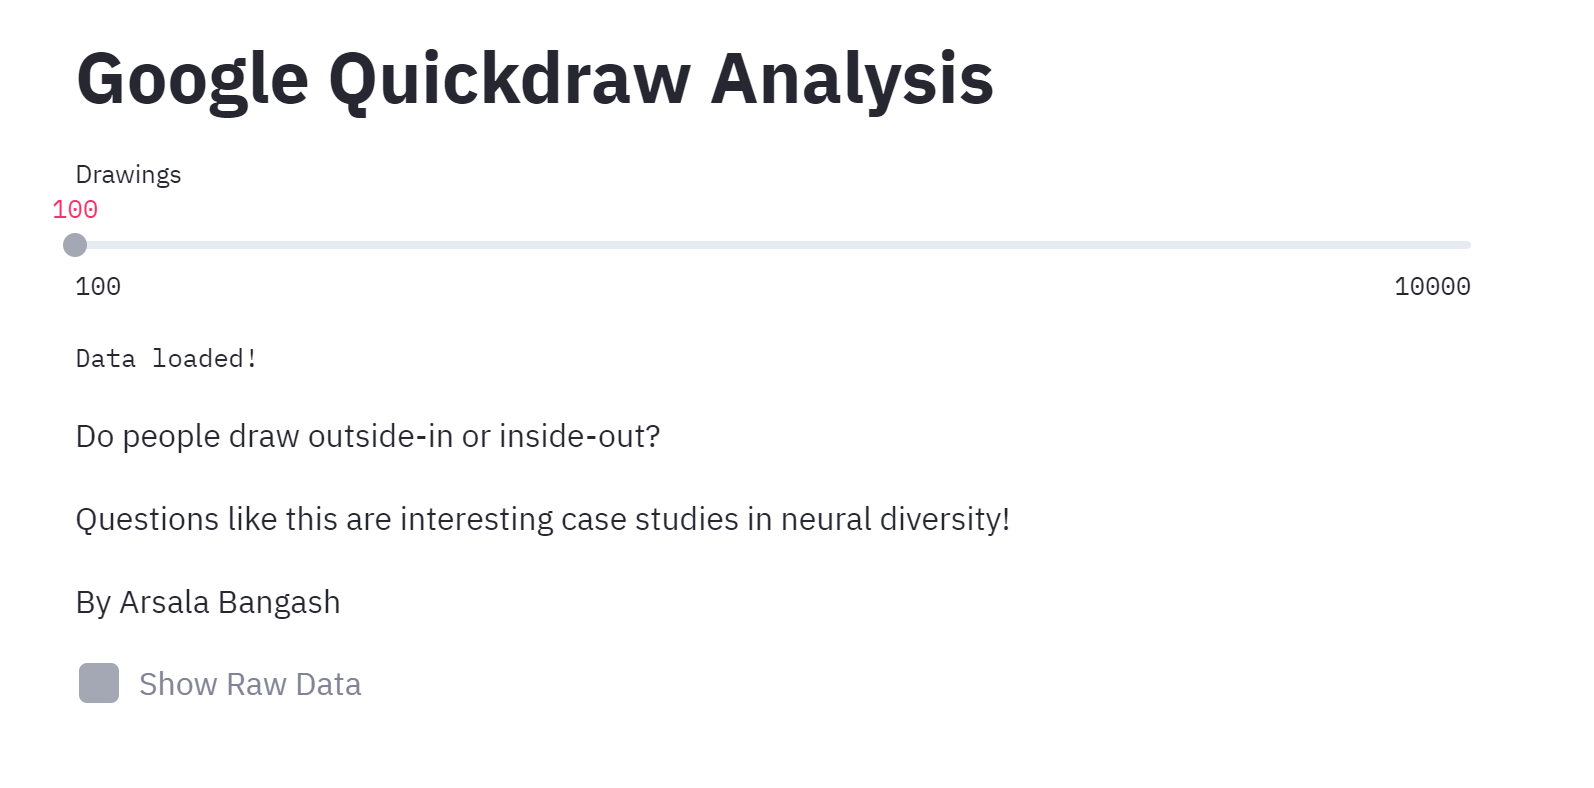 Google Quickdraw Analysis
Drawings
100
100 10000
Data loaded!
Do people draw outside-in or inside-out?
Questions like this are interesting case studies in neural diversity!
By Arsala Bangash
Show Raw Data